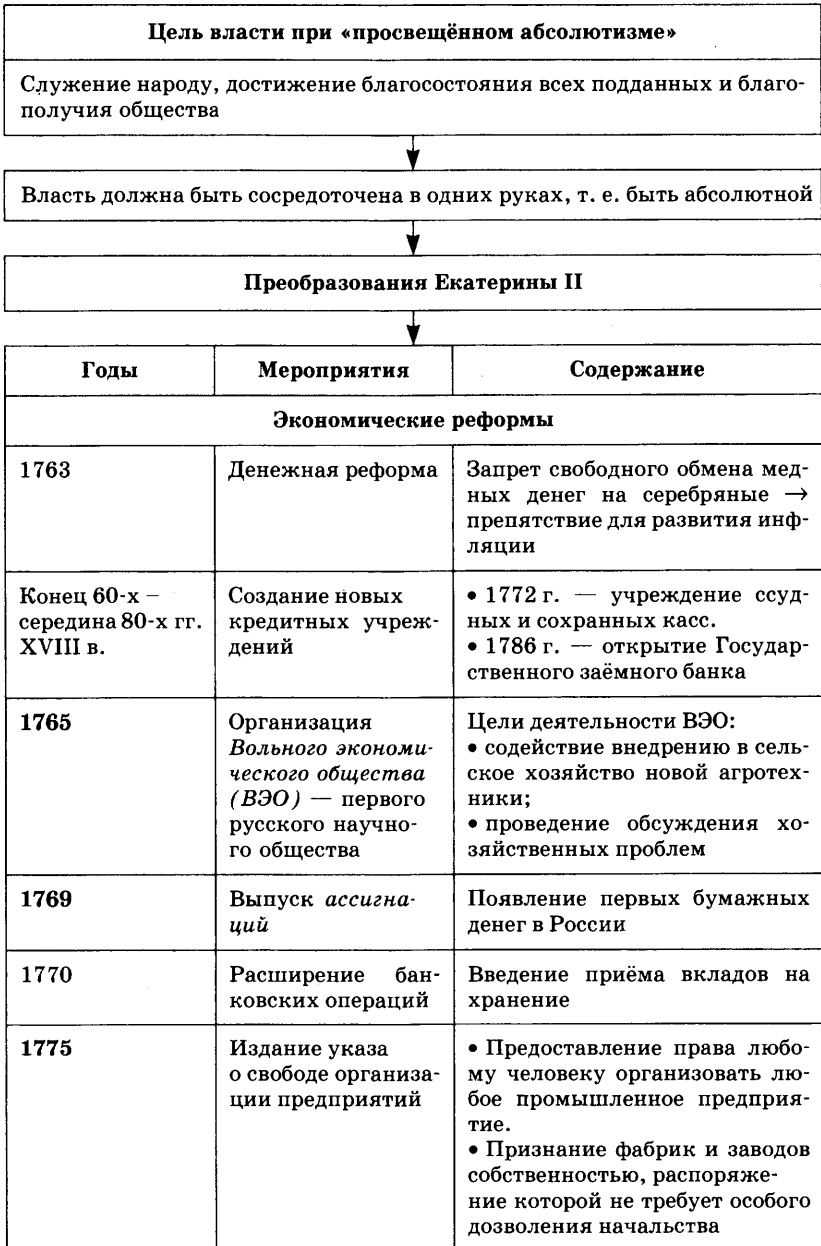 Цель власти при «просвещённом абсолютизме»
Служение народу, достижение благосостояния всех подданных и благо-
получия общества
Власть должна быть сосредоточена в одних руках, т. е. быть абсолютной
Преобразования Екатерины II
Годы
Мероприятия
Содержание
Экономические реформы
1763
Денежная реформа
Запрет свободного обмена мед-
ных денег на серебряные →
препятствие для развития инф-
ляции
Конец 60-х –
середина 80-х гг.
XVIII в.
Создание новых
кредитных учреж-
дений
• 1772 г. — учреждение ссуд-
ных и сохранных касс.
• 1786 г. — открытие Государ-
ственного заёмного банка
1765
Организация
Вольного экономи-
ческого общества
(ВЭО) — первого
русского научно-
го общества
Цели деятельности ВЭО:
• содействие внедрению в сель-
ское хозяйство новой агротех-
ники;
• проведение обсуждения хо-
зяйственных проблем
1769
Выпуск ассигна-
ций
Появление первых бумажных
денег в России
1770
Расширение бан-
ковских операций
Введение приёма вкладов на
хранение
1775
Издание указа
о свободе организа-
ции предприятий
• Предоставление права любо-
му человеку организовать лю-
бое промышленное предприя-
тие.
• Признание фабрик и заводов
собственностью, распоряже-
ние которой не требует особого
дозволения начальства